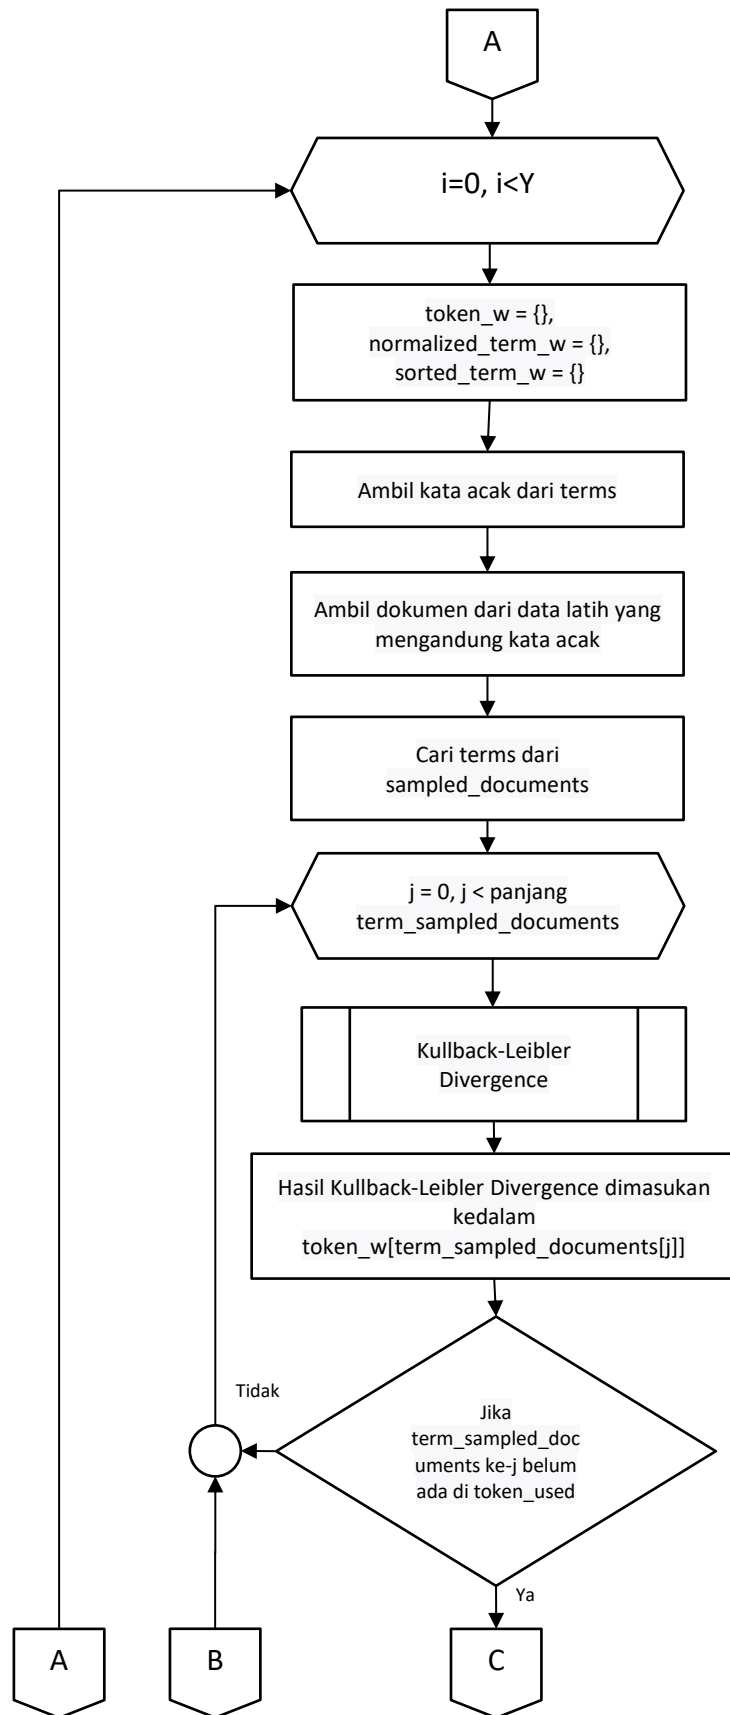 A
i=0, i<Y
token_w = {},
normalized_term_w = {},
sorted_term_w = {}
Ambil kata acak dari terms
Ambil dokumen dari data latih yang
mengandung kata acak
Cari terms dari
sampled_documents
j = 0, j < panjang
term_sampled_documents
Kullback-Leibler
Divergence
Hasil Kullback-Leibler Divergence dimasukan
kedalam
token_w[term_sampled_documents[j]]
Tidak
Jika
term_sampled_doc
uments ke-j belum
ada di token_used
Ya
A
B
C